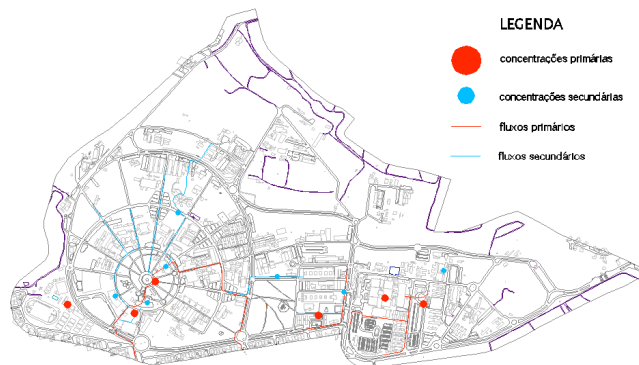 LEGENDA
concentrações primárias
concentrações secundárias
fluxos primários
fluxos secundários